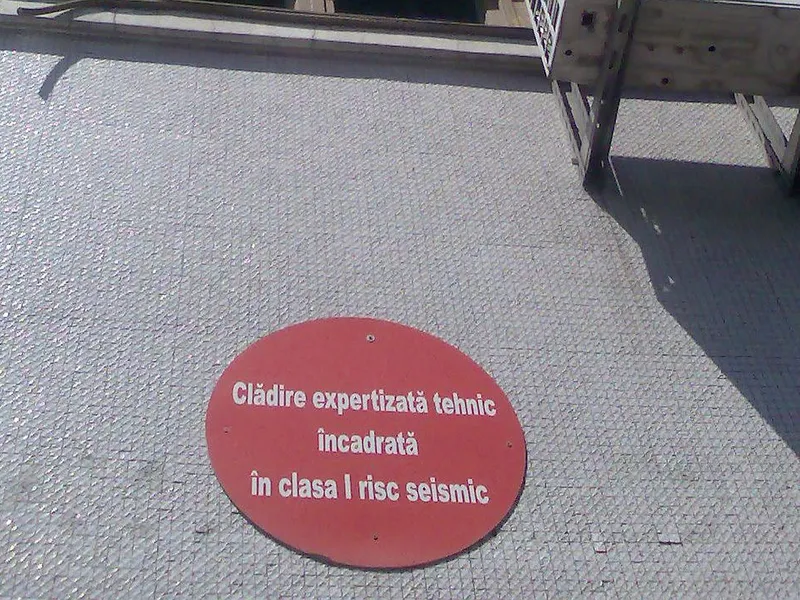 Clădire expertizată tehnic
încadrată
în clasa I risc seismic